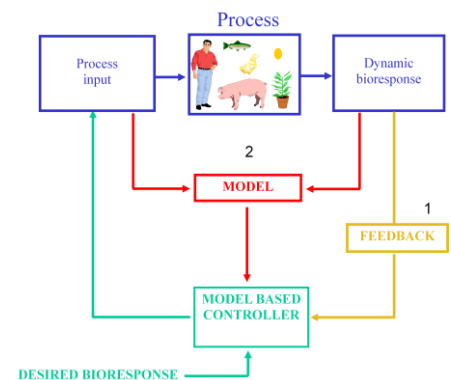 Process
Process
input
Dynamic
bioresponse
2
MODEL
1
FEEDBACK
MODEL BASED
CONTROLLER
DESIRED BIORESPONSE